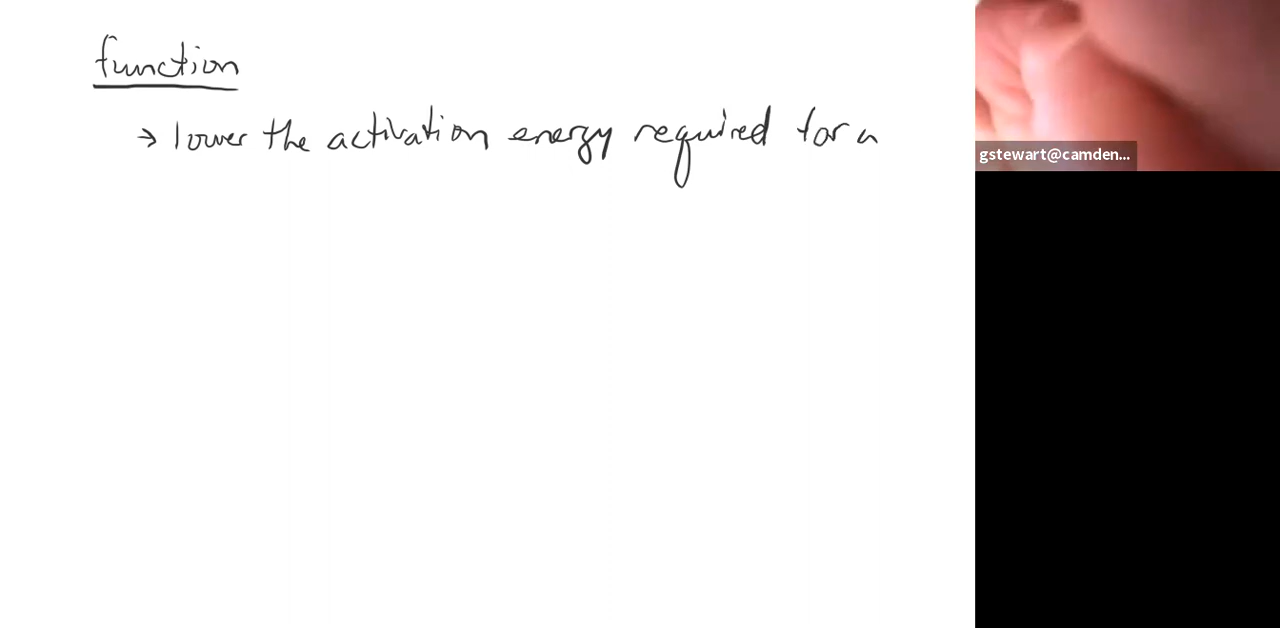 function
→ lower the activation energy required for a
gstewart@camden...